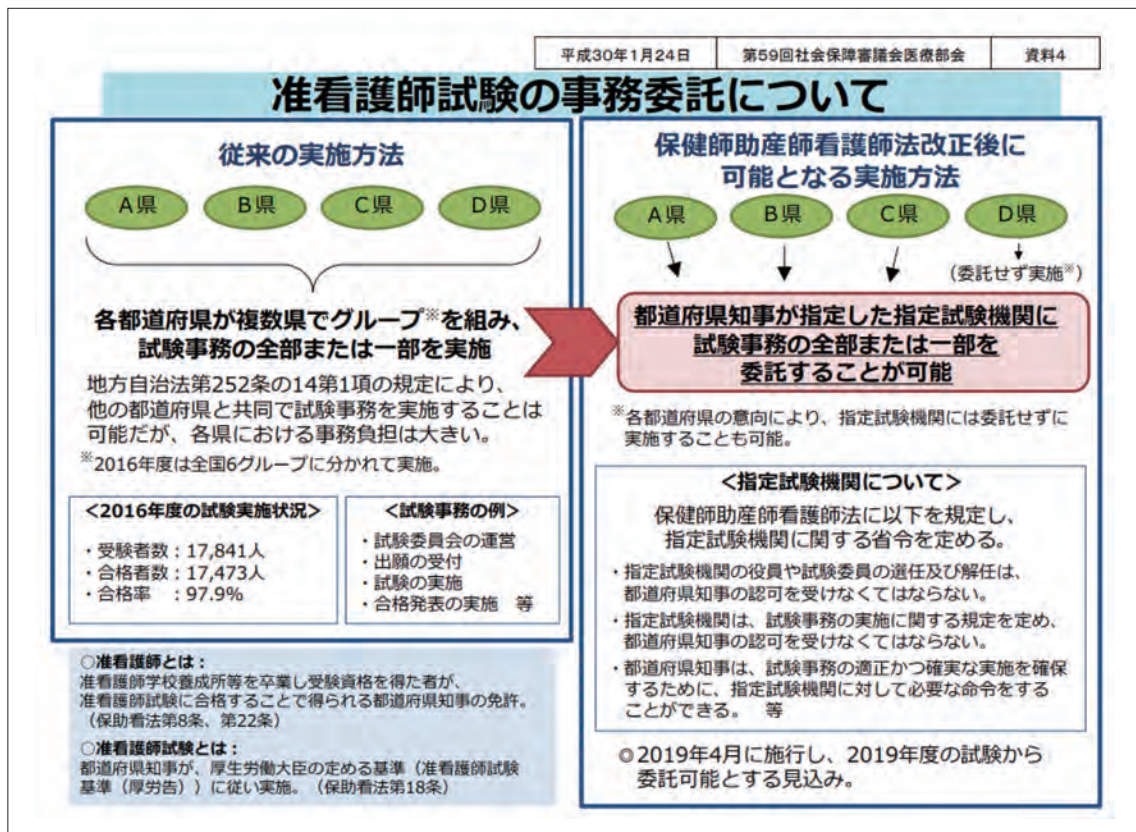 平成30年1月24日 第59回社会保障審議会医療部会 資料4
准看護師試験の事務委託について
従来の実施方法
A県 B県 C県 D県
各都道府県が複数県でグループ※を組み、
試験事務の全部または一部を実施
地方自治法第252条の14第1項の規定により、
他の都道府県と共同で試験事務を実施することは
可能だが、各県における事務負担は大きい。
※2016年度は全国6グループに分かれて実施。
＜2016年度の試験実施状況＞
・受験者数：17,841人
・合格者数：17,473人
・合格率　：97.9%
＜試験事務の例＞
・試験委員会の運営
・出願の受付
・試験の実施
・合格発表の実施　等
○准看護師とは：
准看護師学校養成所等を卒業し受験資格を得た者が、
准看護師試験に合格することで得られる都道府県知事の免許。
（保助看法第8条、第22条）
○准看護師試験とは：
都道府県知事が、厚生労働大臣の定める基準（准看護師試験
基準（厚労告））に従い実施。（保助看法第18条）
保健師助産師看護師法改正後に
可能となる実施方法
A県 B県 C県 D県
（委託せず実施※）
都道府県知事が指定した指定試験機関に
試験事務の全部または一部を
委託することが可能
※各都道府県の意向により、指定試験機関には委託せずに
実施することも可能。
＜指定試験機関について＞
保健師助産師看護師法に以下を規定し、
指定試験機関に関する省令を定める。
・指定試験機関の役員や試験委員の選任及び解任は、
都道府県知事の認可を受けなくてはならない。
・指定試験機関は、試験事務の実施に関する規定を定め、
都道府県知事の認可を受けなくてはならない。
・都道府県知事は、試験事務の適正かつ確実な実施を確保
するために、指定試験機関に対して必要な命令をする
ことができる。　等
◎2019年4月に施行し、2019年度の試験から
委託可能とする見込み。